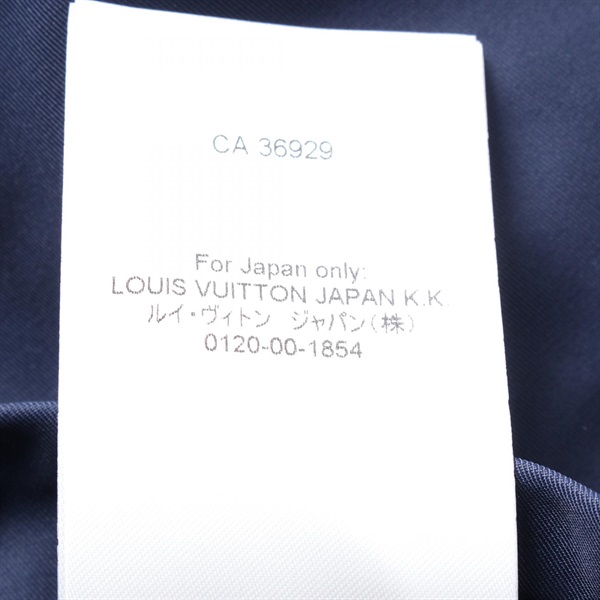 CA 36929
For Japan only:
LOUIS VUITTON JAPAN K.K.
ルイ・ヴィトン ジャパン(株)
0120-00-1854